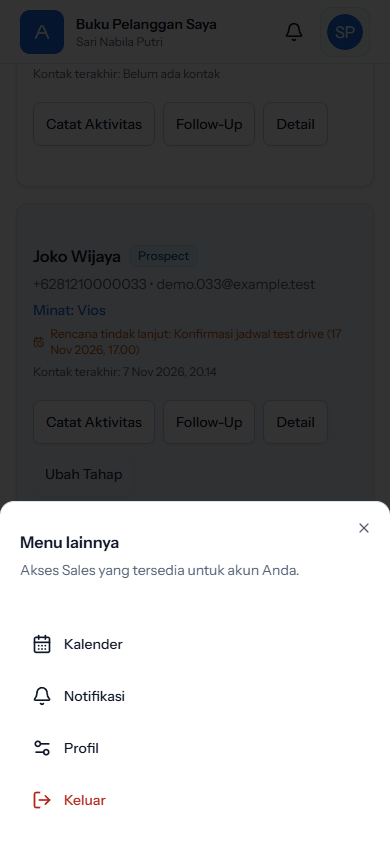 A
Buku Pelanggan Saya
Sari Nabila Putri
SP
Kontak terakhir: Belum ada kontak
Catat Aktivitas
Follow-Up
Detail
Joko Wijaya
Prospect
+6281210000033 • demo.033@example.test
Minat: Vios
Rencana tindak lanjut: Konfirmasi jadwal test drive (17
Nov 2026, 17.00)
Kontak terakhir: 7 Nov 2026, 20.14
Catat Aktivitas
Follow-Up
Detail
Ubah Tahap
Menu lainnya
Akses Sales yang tersedia untuk akun Anda.
Kalender
Notifikasi
Profil
Keluar